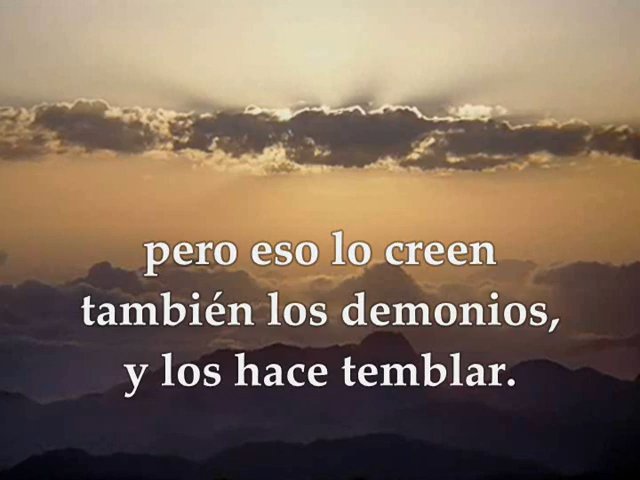 pero eso lo creen
también los demonios,
y los hace temblar.